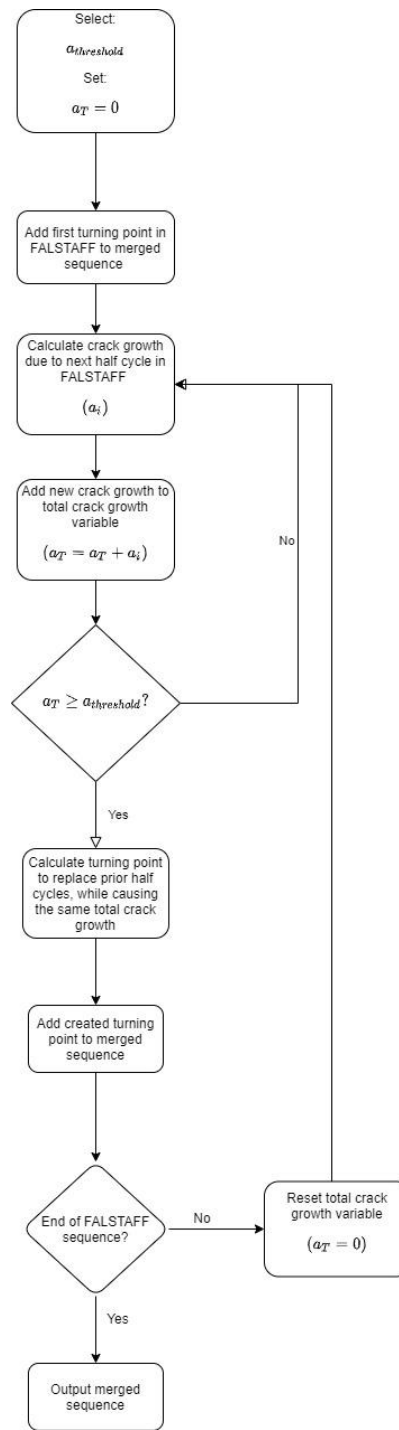 Select:
a_threshold
Set:
a_T = 0
Add first turning point in
FALSTAFF to merged
sequence
Calculate crack growth
due to next half cycle in
FALSTAFF
(a_i)
Add new crack growth to
total crack growth
variable
(a_T = a_T + a_i)
No
a_T ≥ a_threshold?
Yes
Calculate turning point
to replace prior half
cycles, while causing
the same total crack
growth
Add created turning
point to merged
sequence
End of FALSTAFF
sequence?
No
Reset total crack
growth variable
(a_T = 0)
Yes
Output merged
sequence